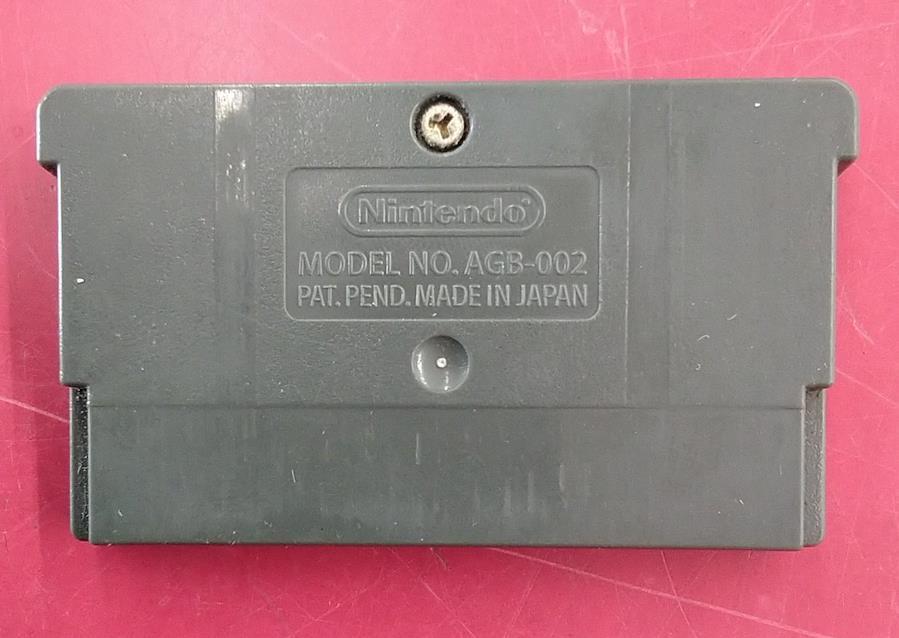 Nintendo®
MODEL NO. AGB-002
PAT. PEND. MADE IN JAPAN